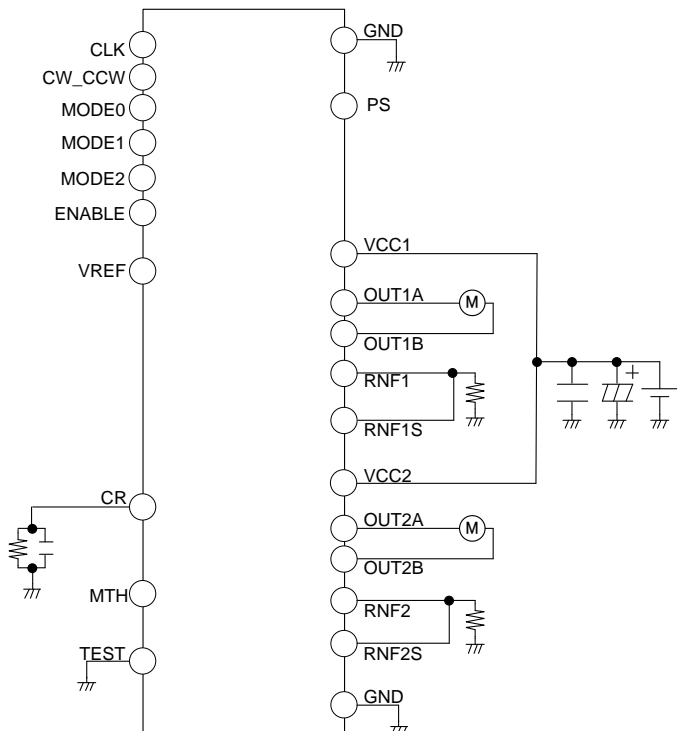 CLK
CW_CCW
MODE0
MODE1
MODE2
ENABLE
VREF
CR
MTH
TEST
GND
PS
VCC1
OUT1A
M
OUT1B
RNF1
RNF1S
+
VCC2
OUT2A
M
OUT2B
RNF2
RNF2S
GND